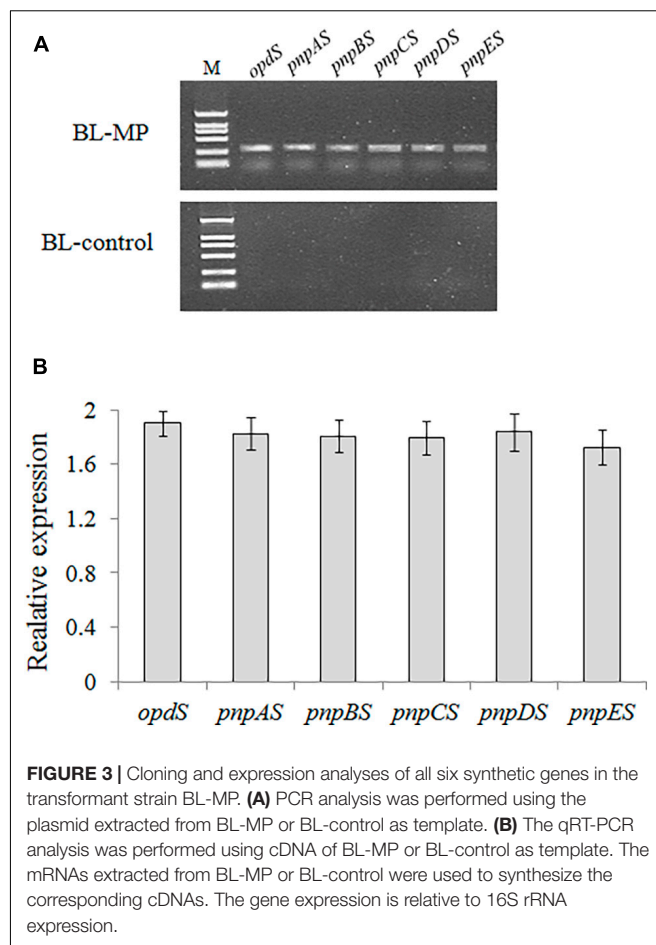 A
M
opdS
pnpAS
pnpBS
pnpCS
pnpDS
pnpES
BL-MP
BL-control
B
Realative expression
2
1.6
1.2
0.8
0.4
0
opdS pnpAS pnpBS pnpCS pnpDS pnpES
FIGURE 3 | Cloning and expression analyses of all six synthetic genes in the
transformant strain BL-MP. (A) PCR analysis was performed using the
plasmid extracted from BL-MP or BL-control as template. (B) The qRT-PCR
analysis was performed using cDNA of BL-MP or BL-control as template. The
mRNAs extracted from BL-MP or BL-control were used to synthesize the
corresponding cDNAs. The gene expression is relative to 16S rRNA
expression.